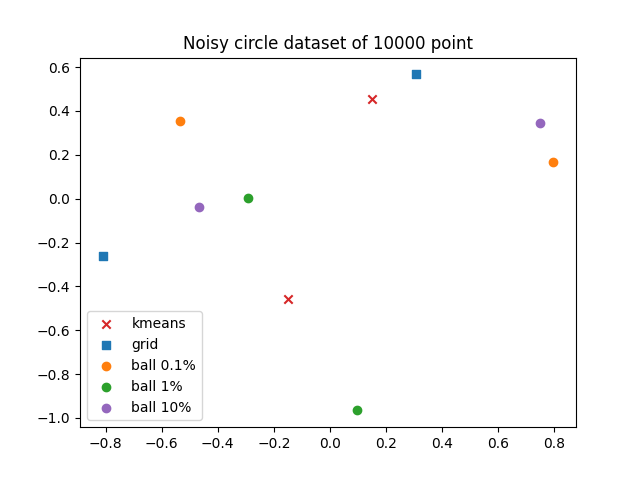 Noisy circle dataset of 10000 point
0.6
0.4
0.2
0.0
−0.2
−0.4
−0.6
−0.8
−1.0
kmeans
grid
ball 0.1%
ball 1%
ball 10%
−0.8 −0.6 −0.4 −0.2 0.0 0.2 0.4 0.6 0.8